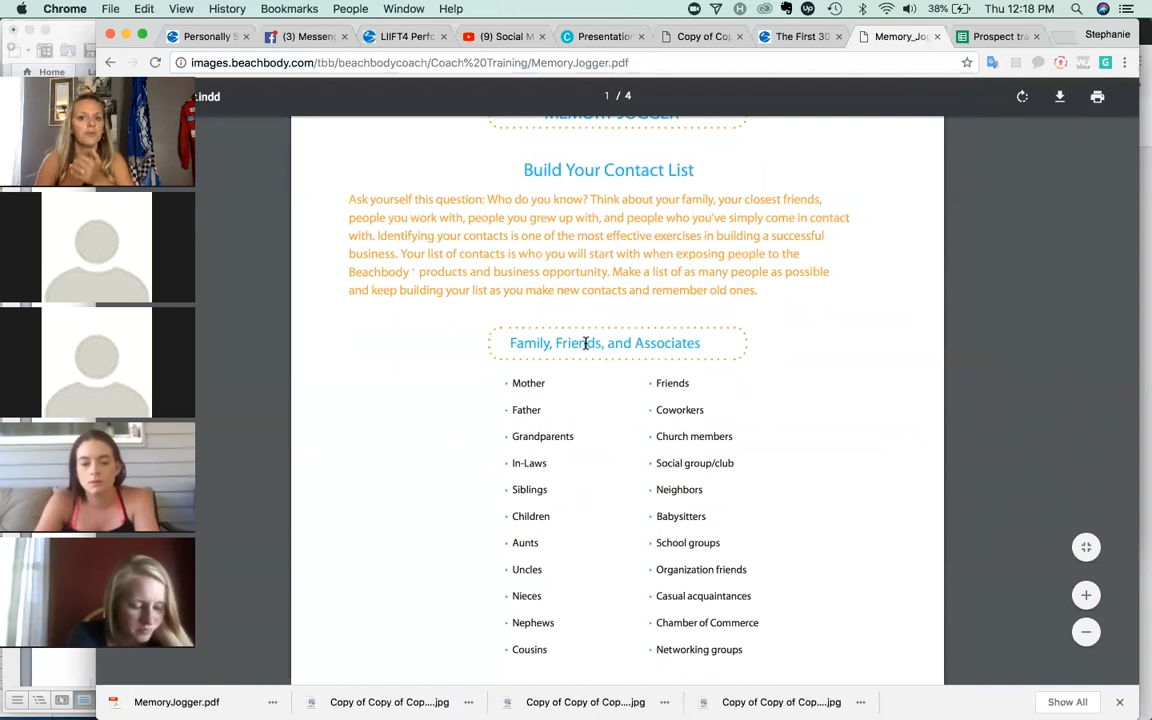 Chrome File Edit View History Bookmarks People Window Help 38% Thu 12:18 PM
Personally S (3) Messen LIIFT4 Perfo (9) Social M Presentation Copy of Cop The First 30 Memory_Jog Prospect tra Stephanie
images.beachbody.com/tbb/beachbodycoach/Coach%20Training/MemoryJogger.pdf
Home
r.indd 1 / 4
MEMORY JOGGER
Build Your Contact List
Ask yourself this question: Who do you know? Think about your family, your closest friends,
people you work with, people you grew up with, and people who you've simply come in contact
with. Identifying your contacts is one of the most effective exercises in building a successful
business. Your list of contacts is who you will start with when exposing people to the
Beachbody products and business opportunity. Make a list of as many people as possible
and keep building your list as you make new contacts and remember old ones.
Family, Friends, and Associates
• Mother
• Father
• Grandparents
• In-Laws
• Siblings
• Children
• Aunts
• Uncles
• Nieces
• Nephews
• Cousins
• Friends
• Coworkers
• Church members
• Social group/club
• Neighbors
• Babysitters
• School groups
• Organization friends
• Casual acquaintances
• Chamber of Commerce
• Networking groups
MemoryJogger.pdf Copy of Copy of Cop....jpg Copy of Copy of Cop....jpg Copy of Copy of Cop....jpg Show All